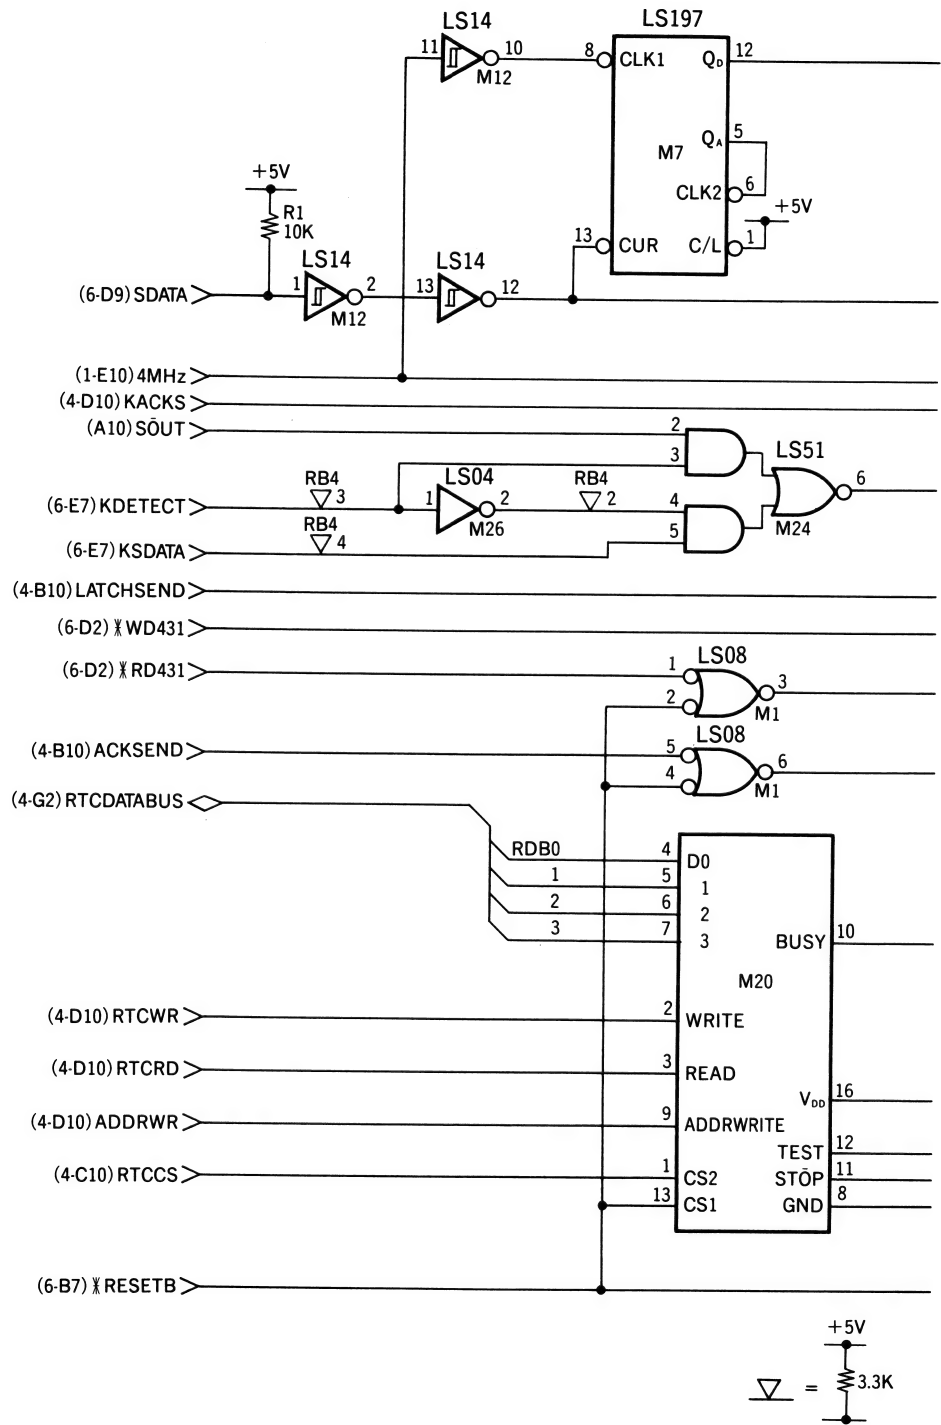 LS14
LS197
11
10
8
CLK1
QD
12
M12
QA
5
M7
+5V
CLK2
6
R1
10K
+5V
LS14
LS14
13
CUR
C/L
1
(6-D9) SDATA
1
2
13
12
M12
(1-E10) 4MHz
(4-D10) KACKS
(A10) SŌUT
2
3
LS51
RB4
3
LS04
RB4
6
(6-E7) KDETECT
1
2
2
4
RB4
4
M26
5
M24
(6-E7) KSDATA
(4-B10) LATCHSEND
(6-D2) ※WD431
(6-D2) ※RD431
LS08
1
3
2
M1
LS08
(4-B10) ACKSEND
5
6
4
M1
(4-G2) RTCDATABUS
RDB0
4
D0
1
5
1
2
6
2
3
7
3
BUSY
10
M20
(4-D10) RTCWR
2
WRITE
(4-D10) RTCRD
3
READ
VDD
16
(4-D10) ADDRWR
9
ADDRWRITE
TEST
12
(4-C10) RTCCS
1
CS2
STŌP
11
13
CS1
GND
8
(6-B7) ※RESETB
+5V
=
3.3K